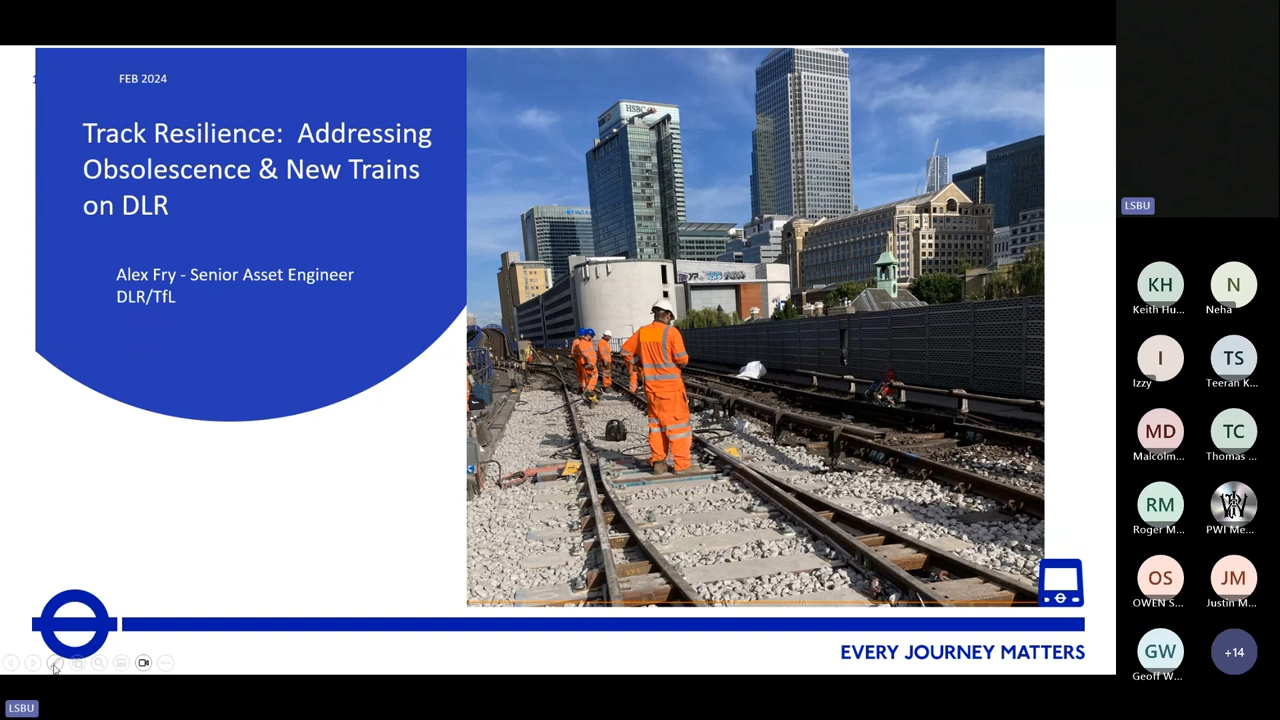 FEB 2024
Track Resilience: Addressing
Obsolescence & New Trains
on DLR
Alex Fry - Senior Asset Engineer
DLR/TfL
HSBC
EVERY JOURNEY MATTERS
LSBU
KH
Keith Hu...
N
Neha
I
Izzy
TS
Teeran K...
MD
Malcolm...
TC
Thomas ...
RM
Roger M...
PWI Me...
OS
OWEN S...
JM
Justin M...
GW
Geoff W...
+14
LSBU